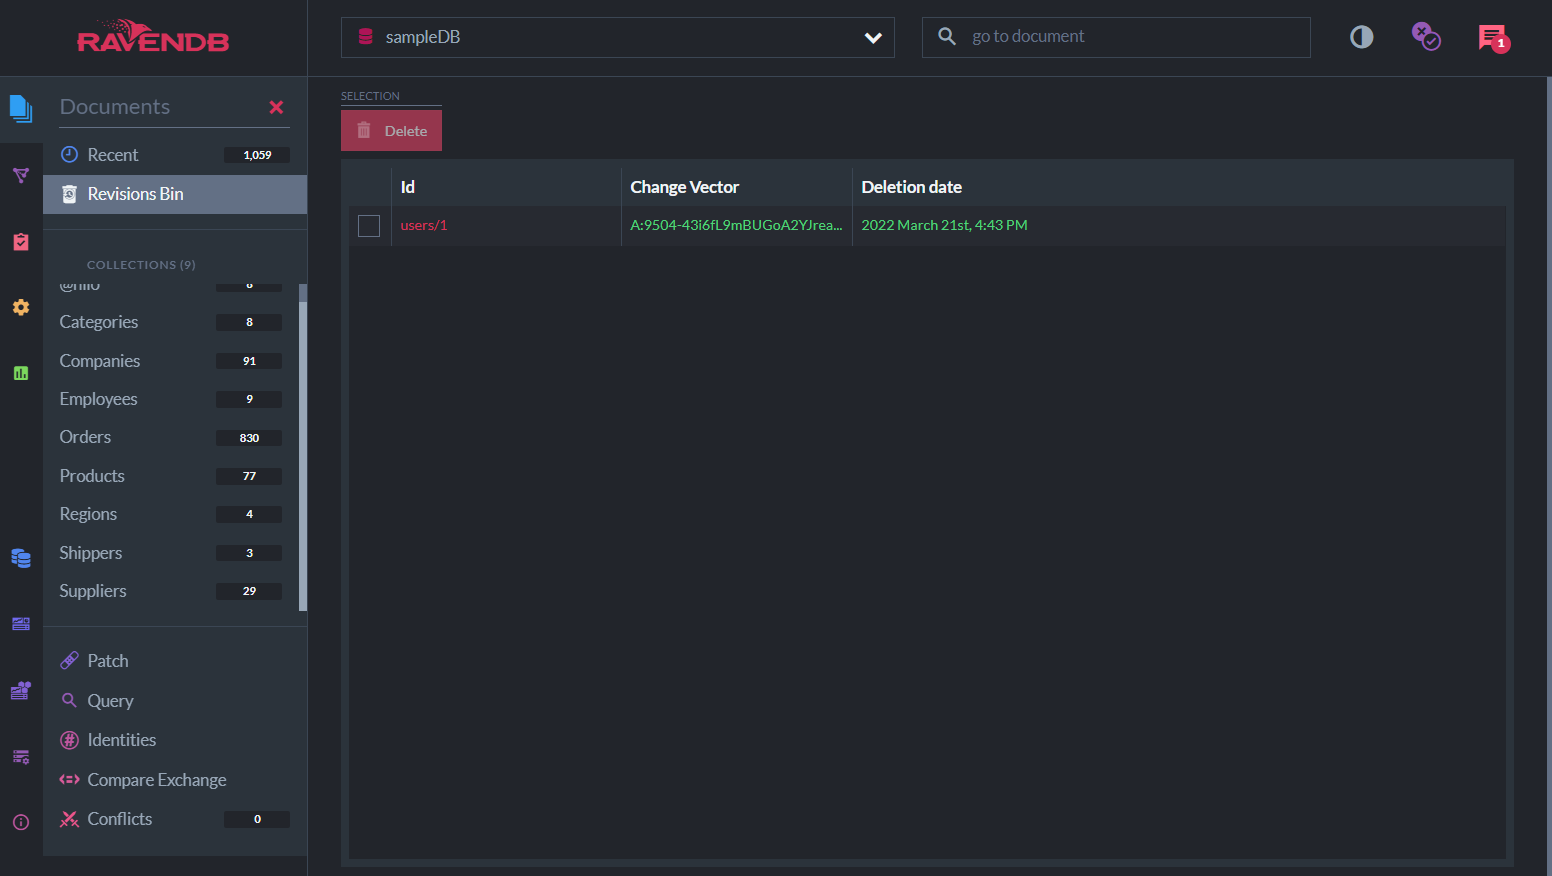 RAVENDB
sampleDB
go to document
1
Documents
Recent 1,059
Revisions Bin
COLLECTIONS (9)
Categories 8
Companies 91
Employees 9
Orders 830
Products 77
Regions 4
Shippers 3
Suppliers 29
Patch
Query
Identities
Compare Exchange
Conflicts 0
SELECTION
Delete
Id Change Vector Deletion date
users/1 A:9504-43i6fL9mBUGoA2YJrea... 2022 March 21st, 4:43 PM